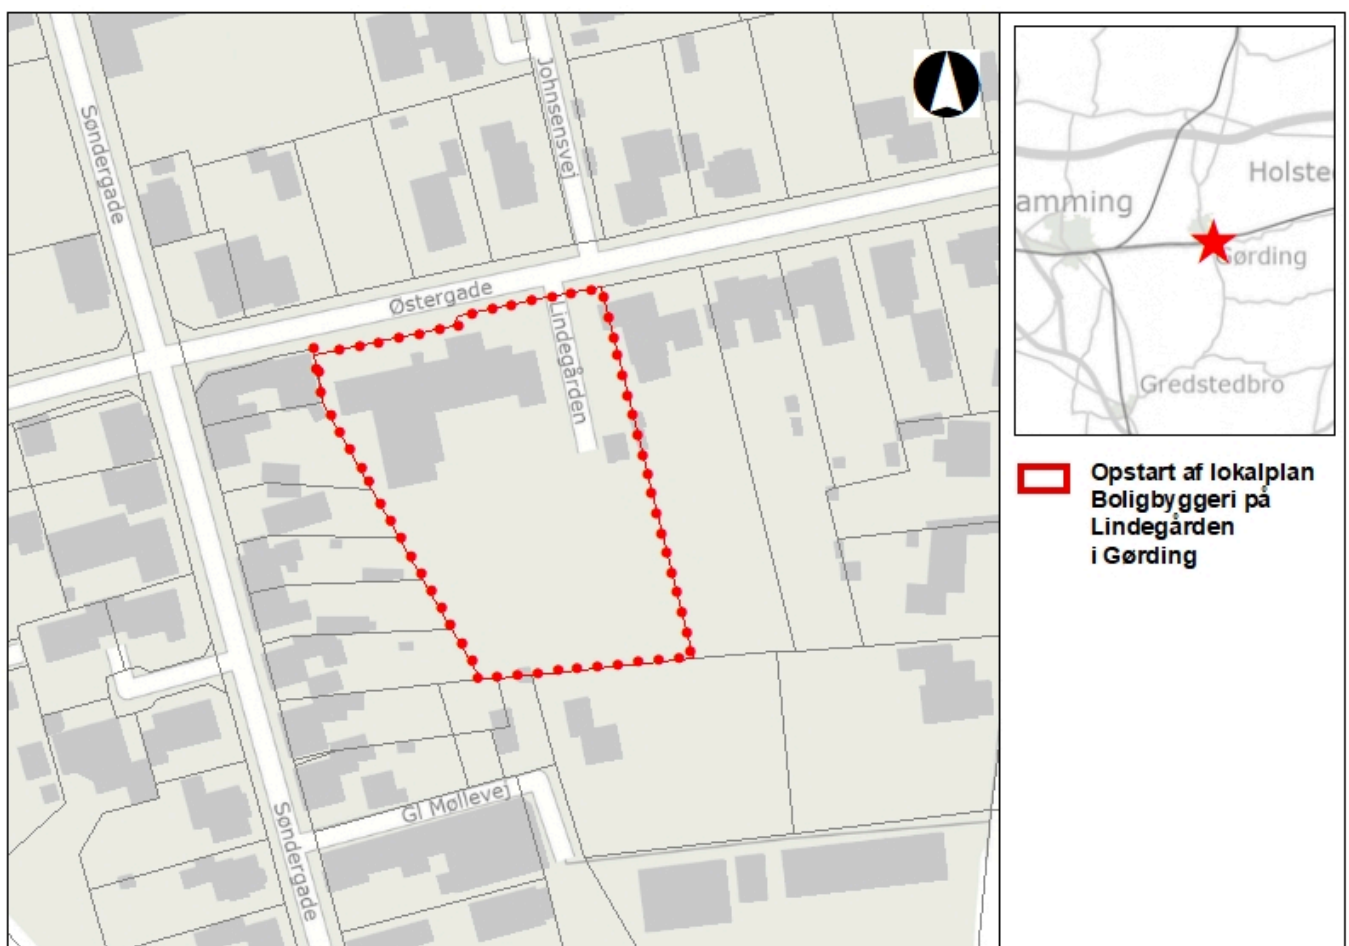 Søndergade
Johnsensvej
Østergade
Lindegården
Gl Møllevej
Søndergade
Holste
amming
Gørding
Gredstedbro
Opstart af lokalplan
Boligbyggeri på
Lindegården
i Gørding